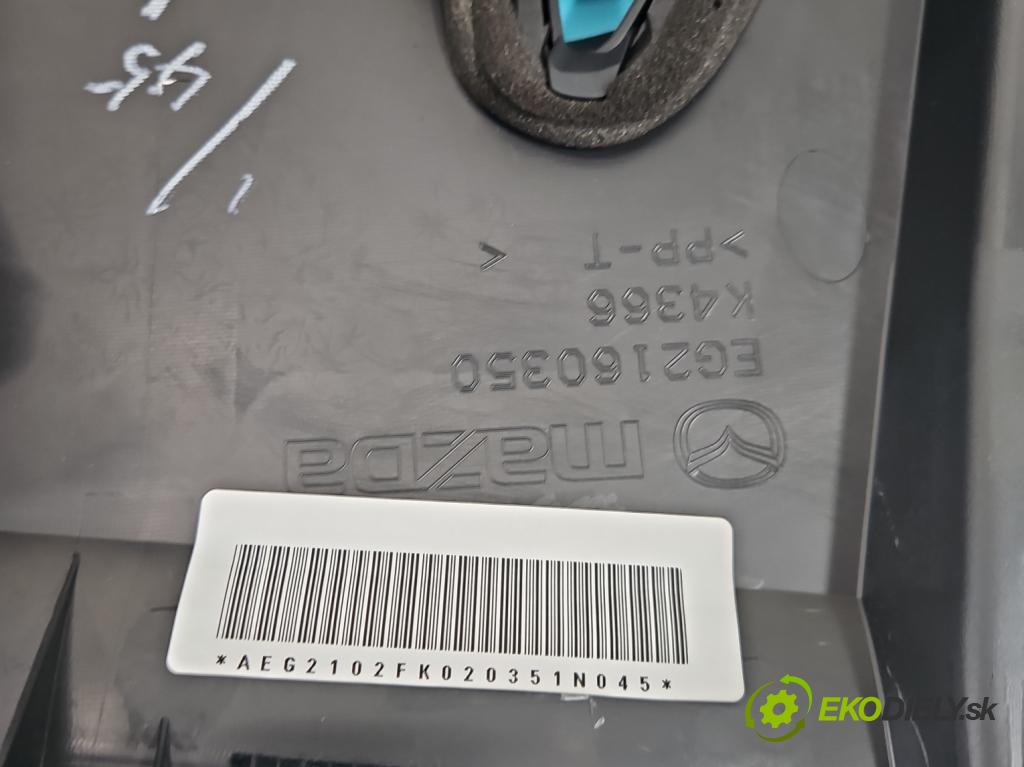 >PP-T <
K4366
EG2160350
mazDa
*AEG2102FK020351N045*
EKODIELY.sk